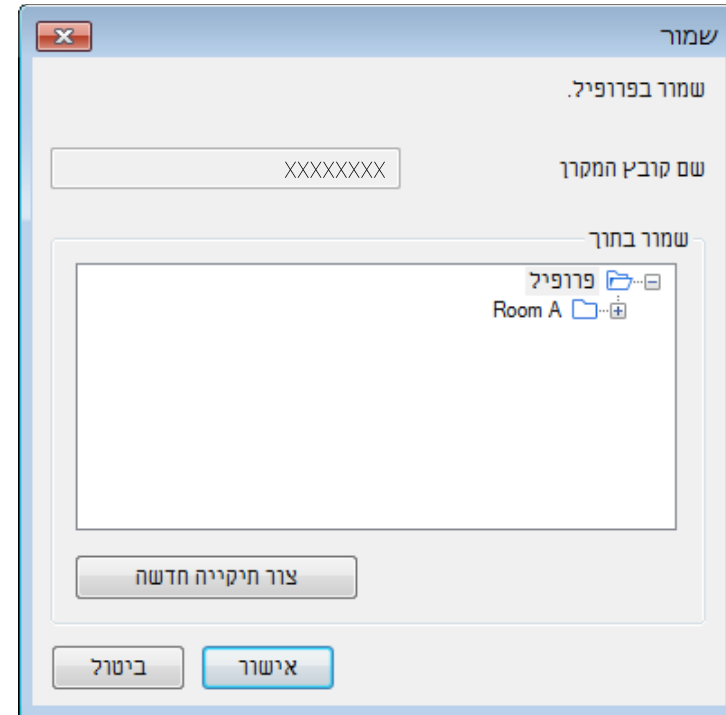 שמור
שמור בפרופיל.
שם קובץ המקרן XXXXXXXX
שמור בתוך
פרופיל
Room A
צור תיקייה חדשה
אישור ביטול